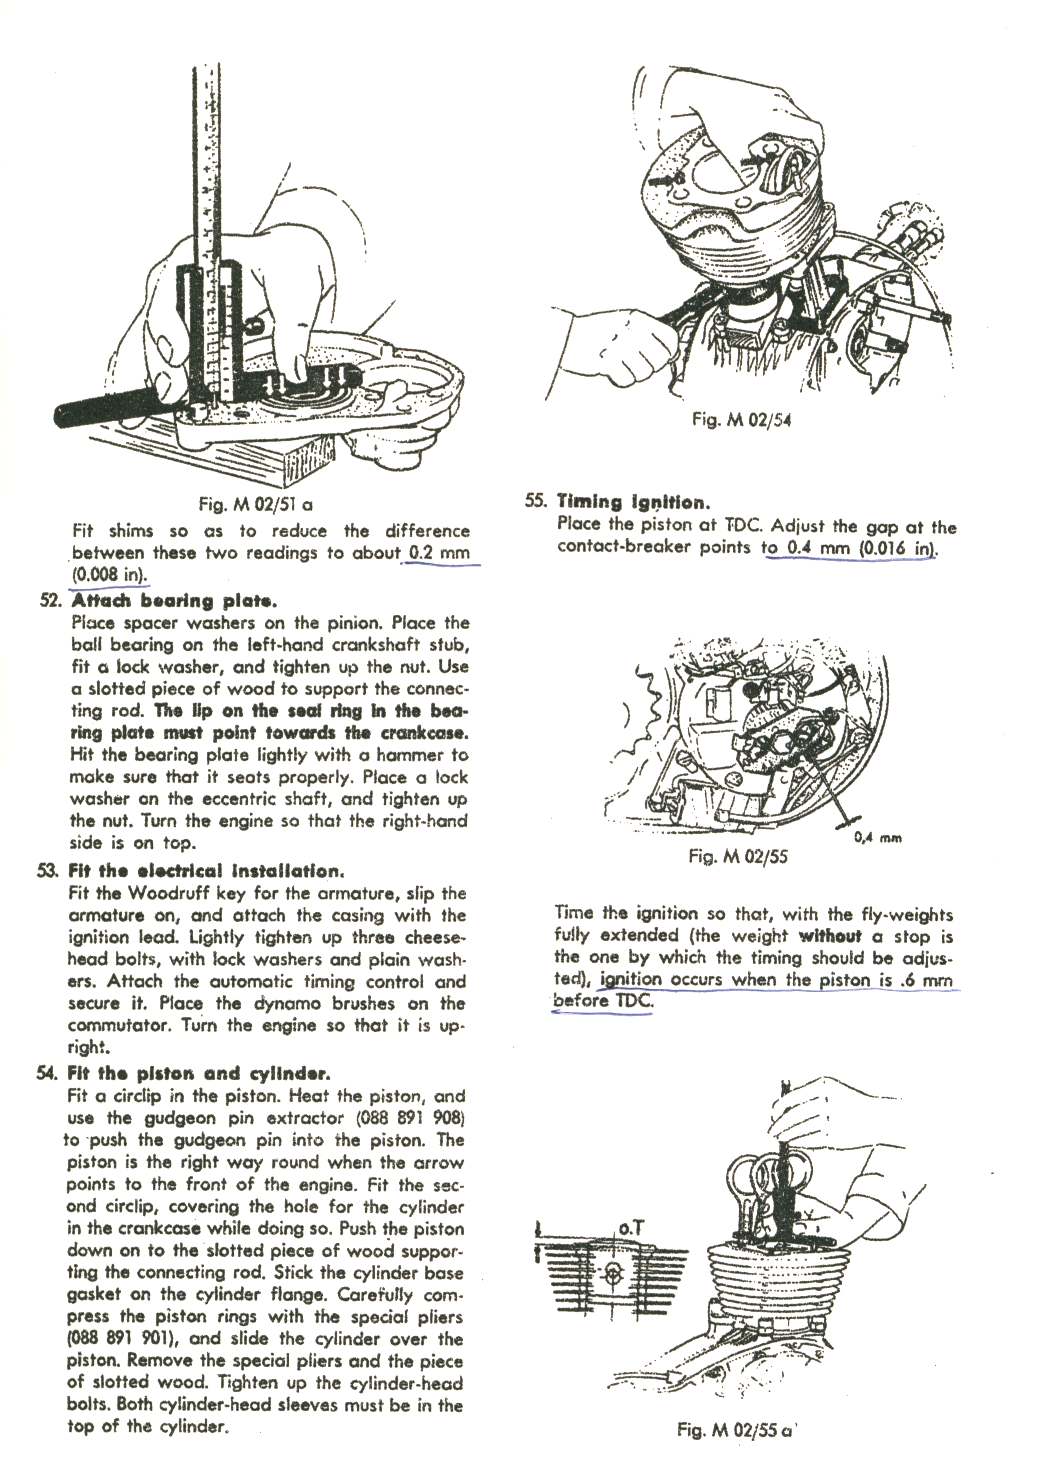 Fig. M 02/51 a
Fit shims so as to reduce the difference
between these two readings to about 0.2 mm
(0.008 in).
52. Attach bearing plate.
Place spacer washers on the pinion. Place the
ball bearing on the left-hand crankshaft stub,
fit a lock washer, and tighten up the nut. Use
a slotted piece of wood to support the connec-
ting rod. The lip on the seal ring in the bea-
ring plate must point towards the crankcase.
Hit the bearing plate lightly with a hammer to
make sure that it seats properly. Place a lock
washer on the eccentric shaft, and tighten up
the nut. Turn the engine so that the right-hand
side is on top.
53. Fit the electrical installation.
Fit the Woodruff key for the armature, slip the
armature on, and attach the casing with the
ignition lead. Lightly tighten up three cheese-
head bolts, with lock washers and plain wash-
ers. Attach the automatic timing control and
secure it. Place the dynamo brushes on the
commutator. Turn the engine so that it is up-
right.
54. Fit the piston and cylinder.
Fit a circlip in the piston. Heat the piston, and
use the gudgeon pin extractor (088 891 908)
to push the gudgeon pin into the piston. The
piston is the right way round when the arrow
points to the front of the engine. Fit the sec-
ond circlip, covering the hole for the cylinder
in the crankcase while doing so. Push the piston
down on to the slotted piece of wood suppor-
ting the connecting rod. Stick the cylinder base
gasket on the cylinder flange. Carefully com-
press the piston rings with the special pliers
(088 891 901), and slide the cylinder over the
piston. Remove the special pliers and the piece
of slotted wood. Tighten up the cylinder-head
bolts. Both cylinder-head sleeves must be in the
top of the cylinder.
Fig. M 02/54
55. Timing ignition.
Place the piston at TDC. Adjust the gap at the
contact-breaker points to 0.4 mm (0.016 in).
0,4 mm
Fig. M 02/55
Time the ignition so that, with the fly-weights
fully extended (the weight without a stop is
the one by which the timing should be adjus-
ted), ignition occurs when the piston is .6 mm
before TDC.
o.T
Fig. M 02/55 a